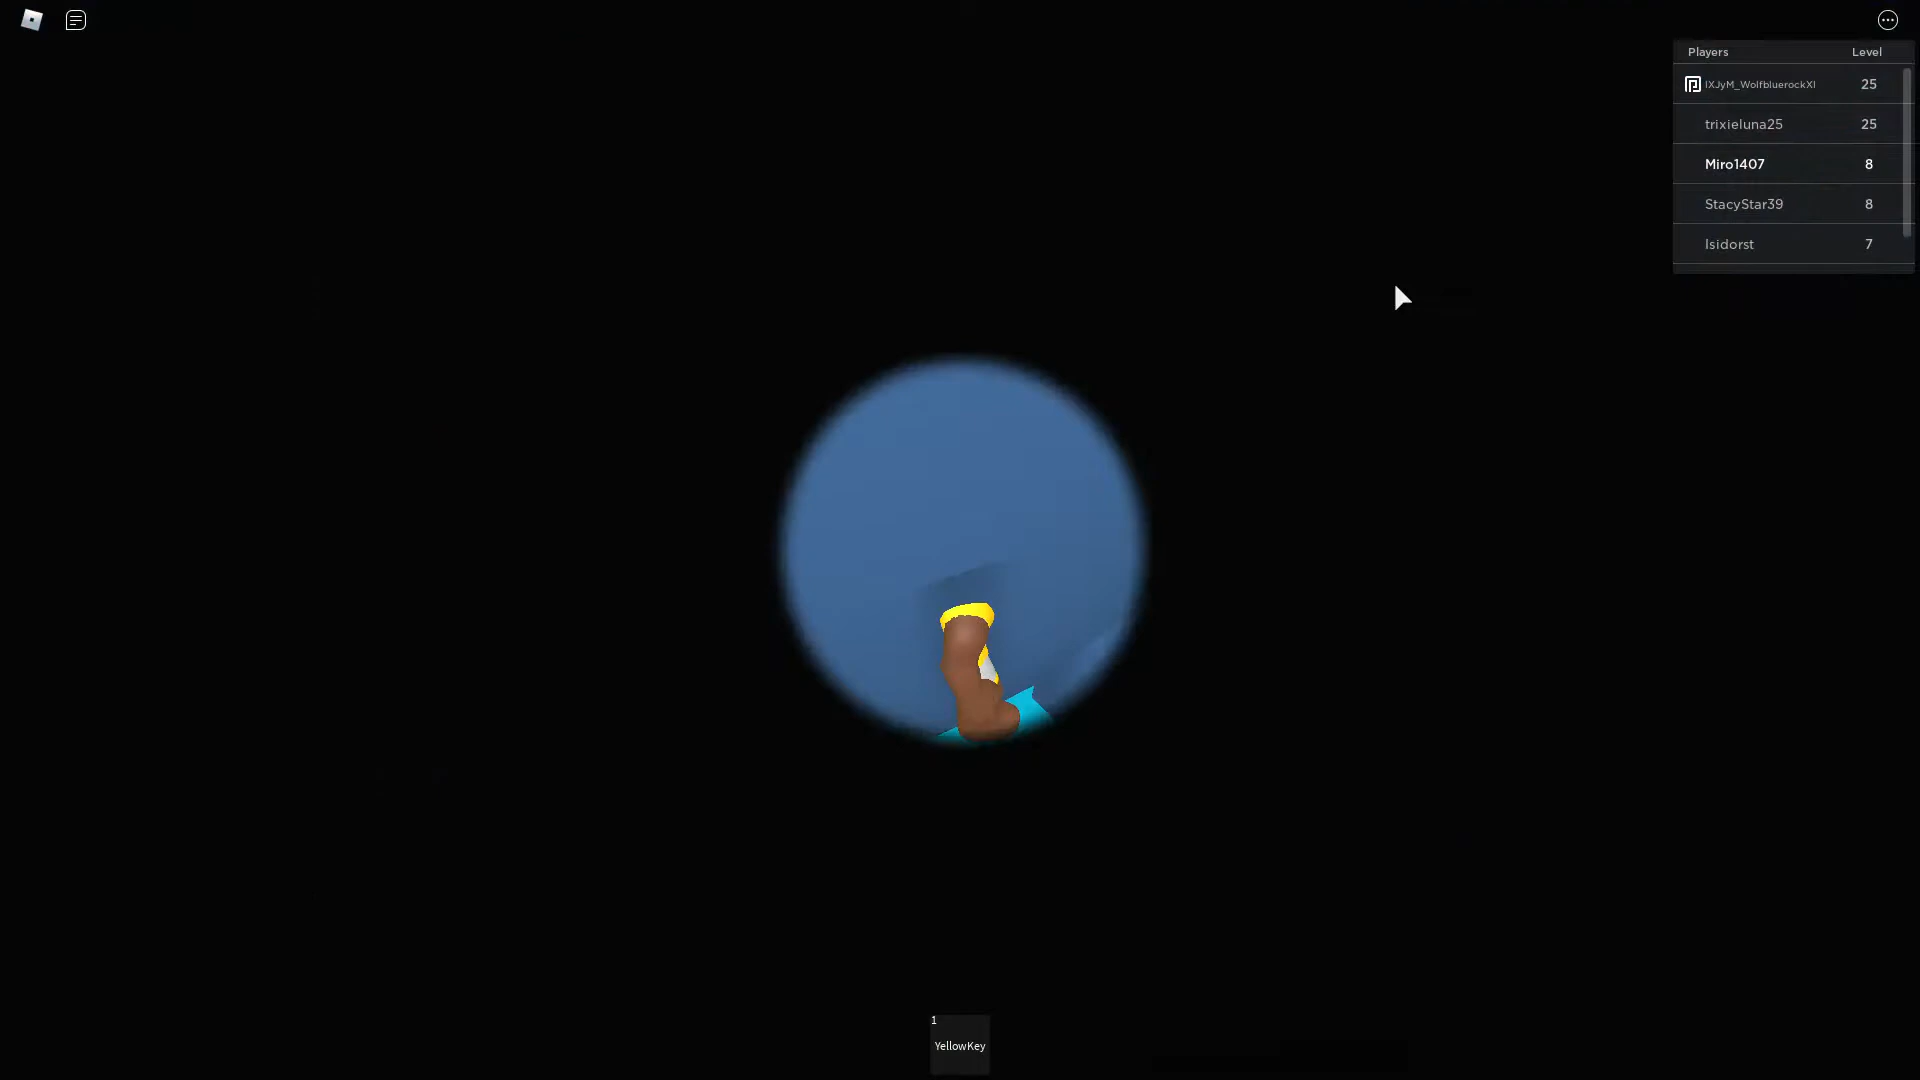 Players Level
IXJyM_WolfbluerockXI 25
trixieluna25 25
Miro1407 8
StacyStar39 8
Isidorst 7
1
YellowKey